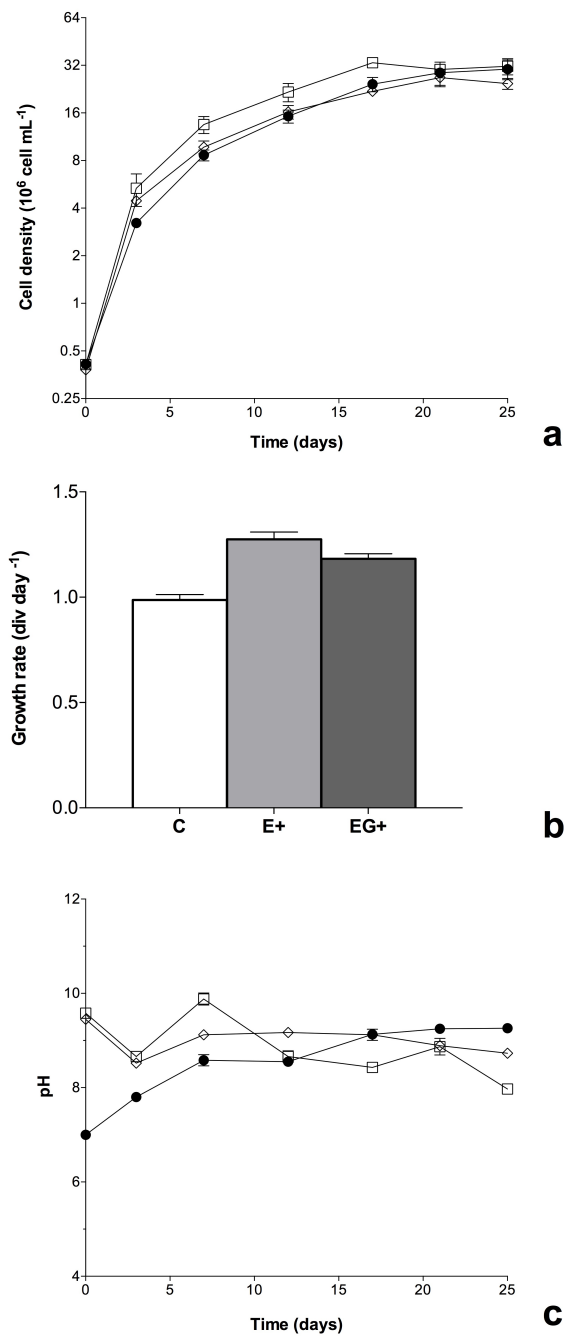 64
32
16
8
4
2
1
0.5
0.25
Cell density (10⁶ cell mL⁻¹)
0 5 10 15 20 25
Time (days)
a
1.5
1.0
0.5
0.0
Growth rate (div day ⁻¹)
C E+ EG+
b
12
10
8
6
4
pH
0 5 10 15 20 25
Time (days)
c